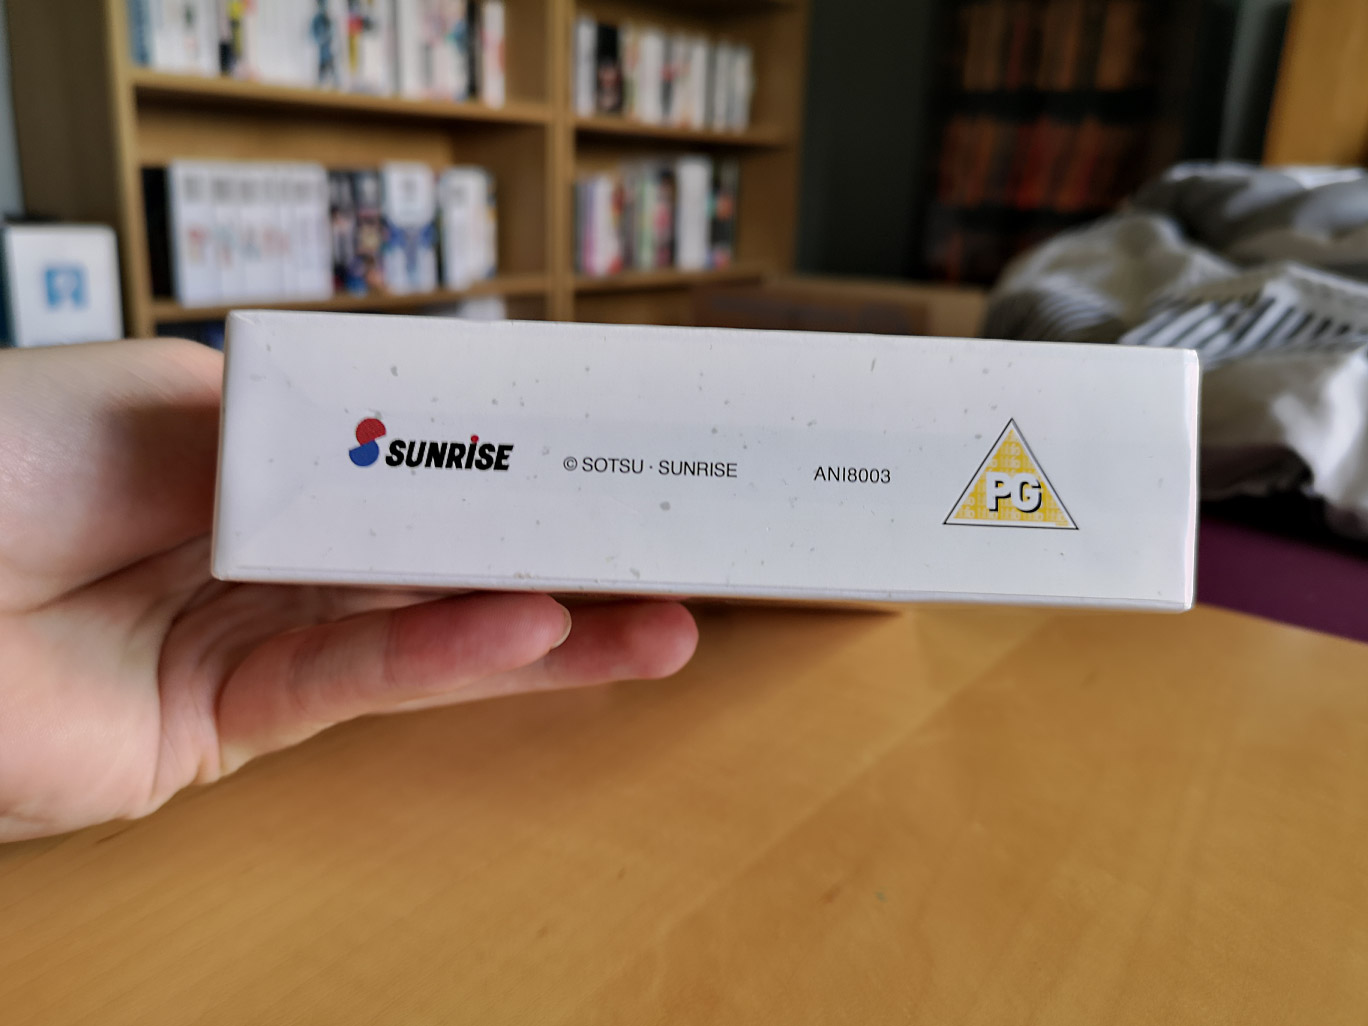 SUNRISE
© SOTSU · SUNRISE
ANI8003
PG